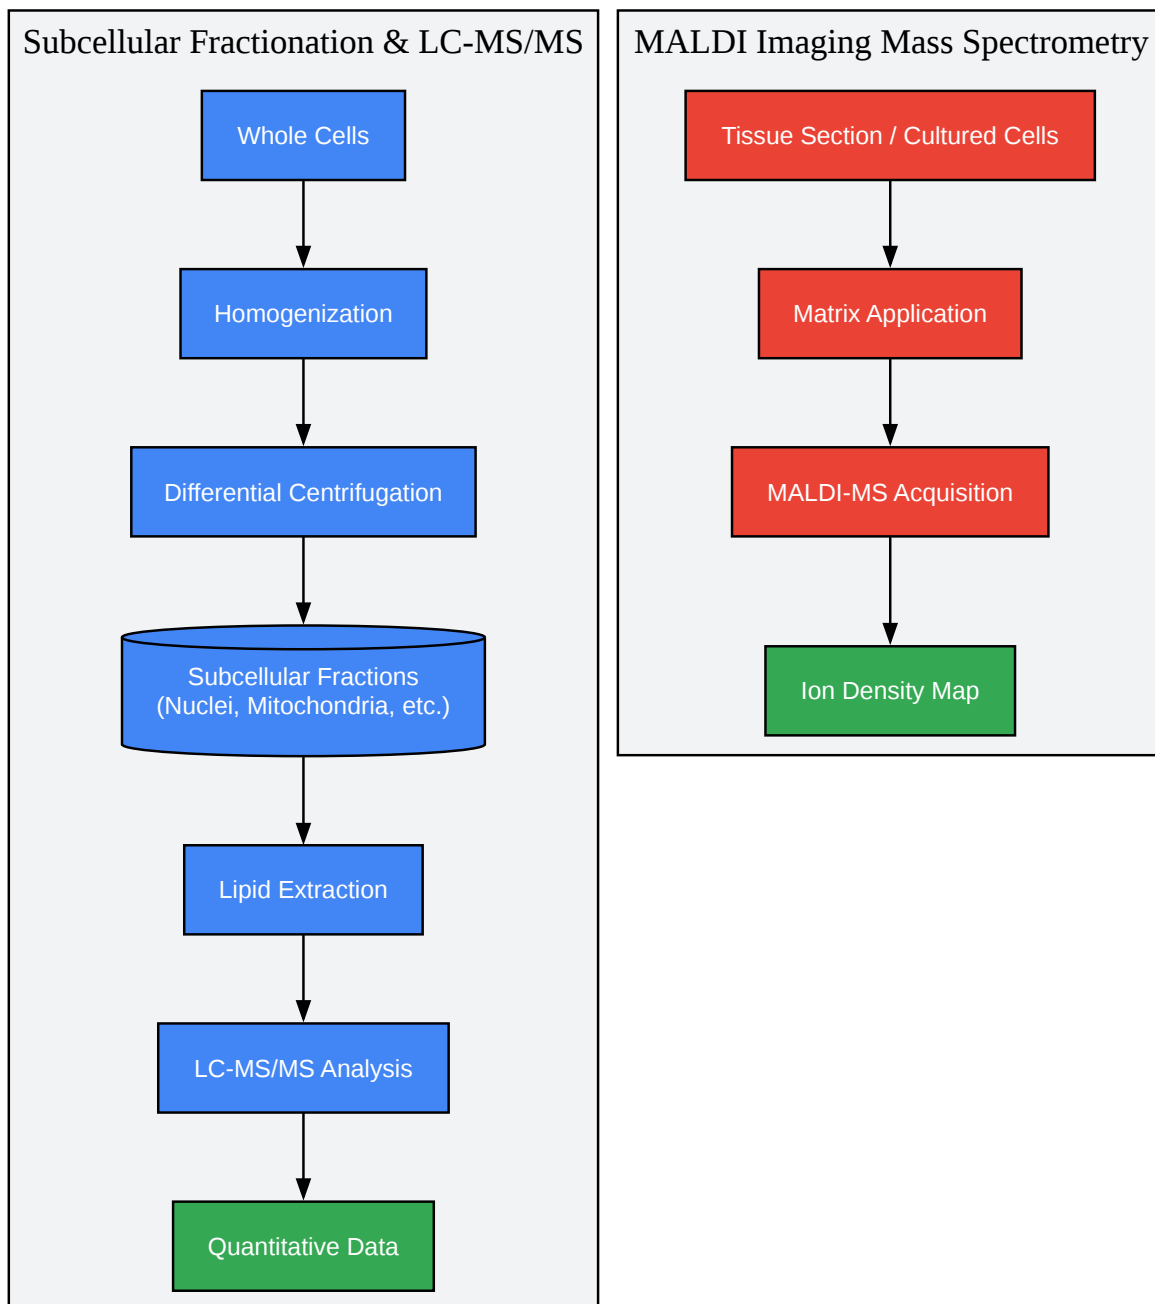 Subcellular Fractionation & LC-MS/MS
Whole Cells
Homogenization
Differential Centrifugation
Subcellular Fractions
(Nuclei, Mitochondria, etc.)
Lipid Extraction
LC-MS/MS Analysis
Quantitative Data
MALDI Imaging Mass Spectrometry
Tissue Section / Cultured Cells
Matrix Application
MALDI-MS Acquisition
Ion Density Map